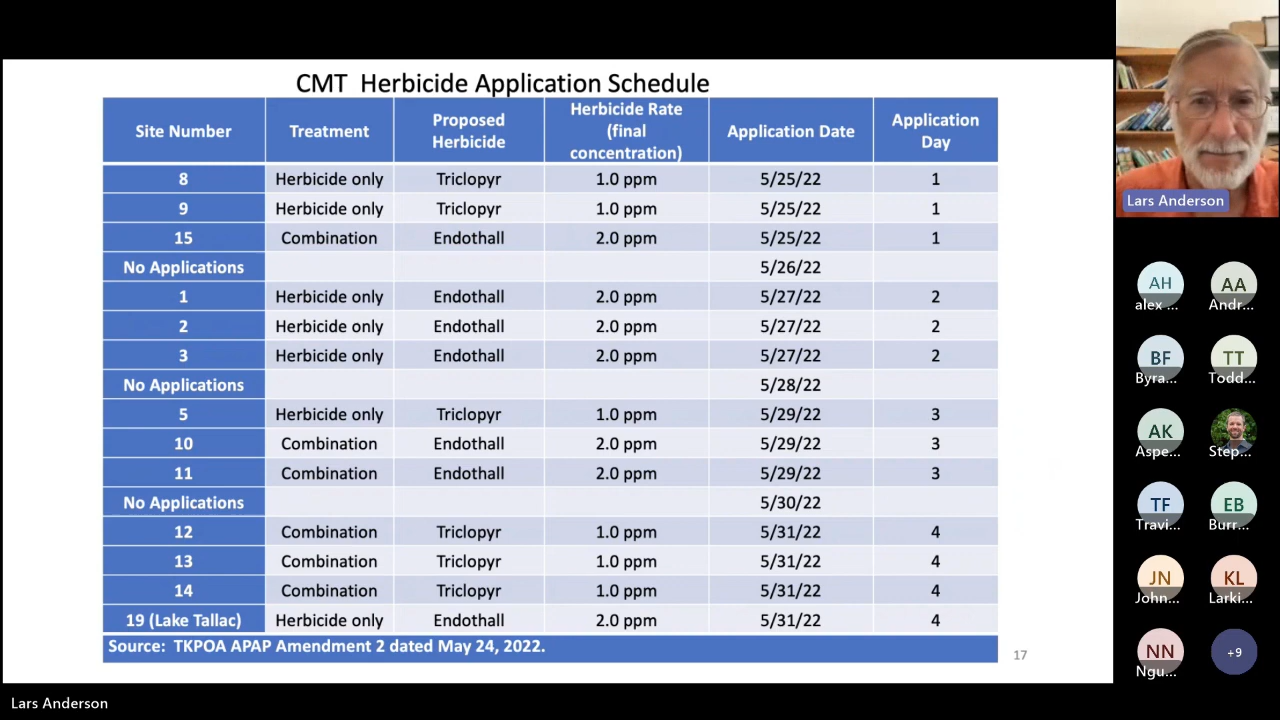 CMT Herbicide Application Schedule
Site Number Treatment Proposed Herbicide Herbicide Rate (final concentration) Application Date Application Day
8 Herbicide only Triclopyr 1.0 ppm 5/25/22 1
9 Herbicide only Triclopyr 1.0 ppm 5/25/22 1
15 Combination Endothall 2.0 ppm 5/25/22 1
No Applications 5/26/22
1 Herbicide only Endothall 2.0 ppm 5/27/22 2
2 Herbicide only Endothall 2.0 ppm 5/27/22 2
3 Herbicide only Endothall 2.0 ppm 5/27/22 2
No Applications 5/28/22
5 Herbicide only Triclopyr 1.0 ppm 5/29/22 3
10 Combination Endothall 2.0 ppm 5/29/22 3
11 Combination Endothall 2.0 ppm 5/29/22 3
No Applications 5/30/22
12 Combination Triclopyr 1.0 ppm 5/31/22 4
13 Combination Triclopyr 1.0 ppm 5/31/22 4
14 Combination Triclopyr 1.0 ppm 5/31/22 4
19 (Lake Tallac) Herbicide only Endothall 2.0 ppm 5/31/22 4
Source: TKPOA APAP Amendment 2 dated May 24, 2022.
17
Lars Anderson
AH AA
alex ... Andr...
BF TT
Byra... Todd...
AK
Aspe... Step...
TF EB
Travi... Burr...
JN KL
John... Larki...
NN +9
Ngu...
Lars Anderson